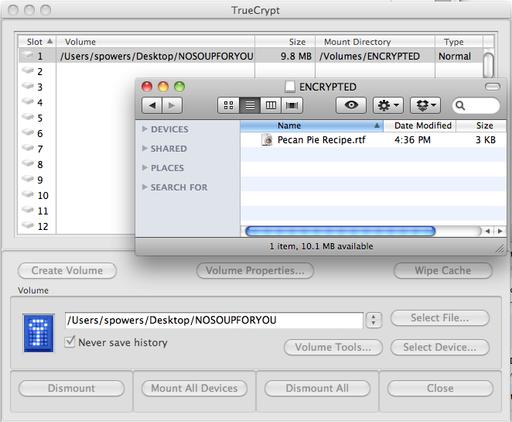 TrueCrypt
Slot Volume Size Mount Directory Type
1 /Users/spowers/Desktop/NOSOUPFORYOU 9.8 MB /Volumes/ENCRYPTED Normal
2
3
4
5
6
7
8
9
10
11
12
ENCRYPTED
DEVICES
SHARED
PLACES
SEARCH FOR
Name Date Modified Size
Pecan Pie Recipe.rtf 4:36 PM 3 KB
1 item, 10.1 MB available
Create Volume Volume Properties... Wipe Cache
Volume
/Users/spowers/Desktop/NOSOUPFORYOU Select File...
Never save history Volume Tools... Select Device...
Dismount Mount All Devices Dismount All Close